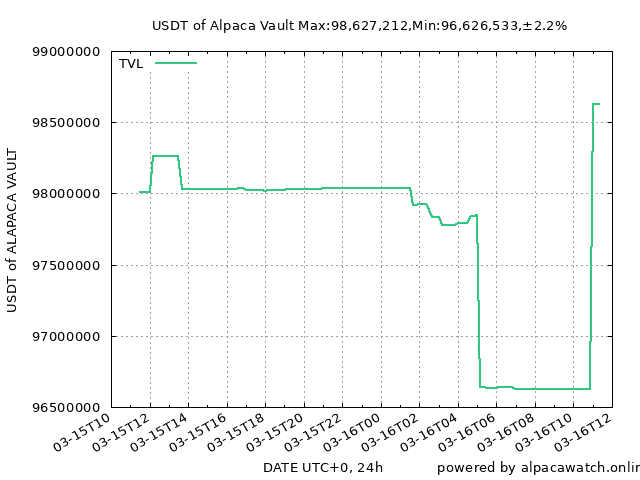 USDT of Alpaca Vault Max:98,627,212,Min:96,626,533,±2.2%
99000000
TVL
98500000
98000000
97500000
97000000
96500000
USDT of ALAPACA VAULT
03-15T10
03-15T12
03-15T14
03-15T16
03-15T18
03-15T20
03-15T22
03-16T00
03-16T02
03-16T04
03-16T06
03-16T08
03-16T10
03-16T12
DATE UTC+0, 24h
powered by alpacawatch.onlin